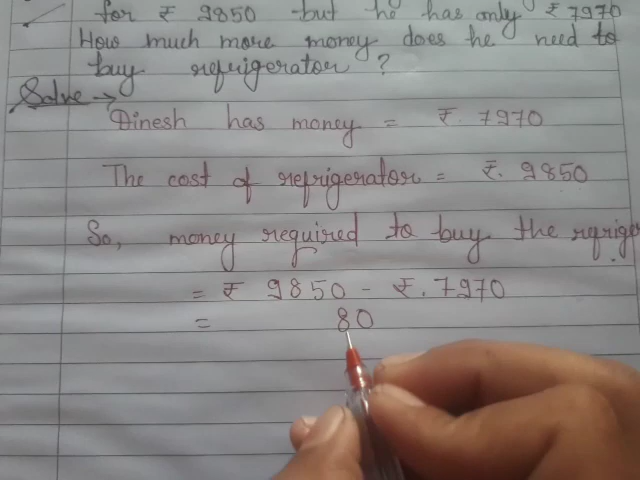 for ₹ 9850 but he has only ₹ 7970
How much more money does he need to
buy refrigerator ?
Solve →
Dinesh has money = ₹. 7970
The cost of refrigerator = ₹. 9850
So, money required to buy the refrige
= ₹ 9850 - ₹. 7970
= 80